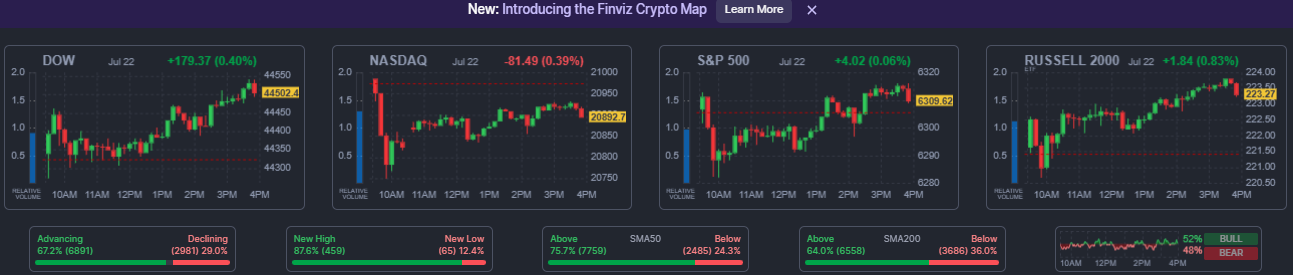 New: Introducing the Finviz Crypto Map Learn More ×
DOW Jul 22 +179.37 (0.40%)
2.0
1.5
1.0
0.5
44550
44502.4
44450
44400
44350
44300
RELATIVE
VOLUME
10AM 11AM 12PM 1PM 2PM 3PM 4PM
NASDAQ Jul 22 -81.49 (0.39%)
2.0
1.5
1.0
0.5
21000
20950
20892.7
20850
20800
20750
RELATIVE
VOLUME
10AM 11AM 12PM 1PM 2PM 3PM 4PM
S&P 500 Jul 22 +4.02 (0.06%)
2.0
1.5
1.0
0.5
6320
6309.62
6300
6290
6280
RELATIVE
VOLUME
10AM 11AM 12PM 1PM 2PM 3PM 4PM
RUSSELL 2000 Jul 22 +1.84 (0.83%)
ETF
2.0
1.5
1.0
0.5
224.00
223.50
223.27
223.00
222.50
222.00
221.50
221.00
220.50
RELATIVE
VOLUME
10AM 11AM 12PM 1PM 2PM 3PM 4PM
Advancing Declining
67.2% (6891) (2981) 29.0%
New High New Low
87.6% (459) (65) 12.4%
Above SMA50 Below
75.7% (7759) (2485) 24.3%
Above SMA200 Below
64.0% (6558) (3686) 36.0%
52% BULL
48% BEAR
10AM 12PM 2PM 4PM